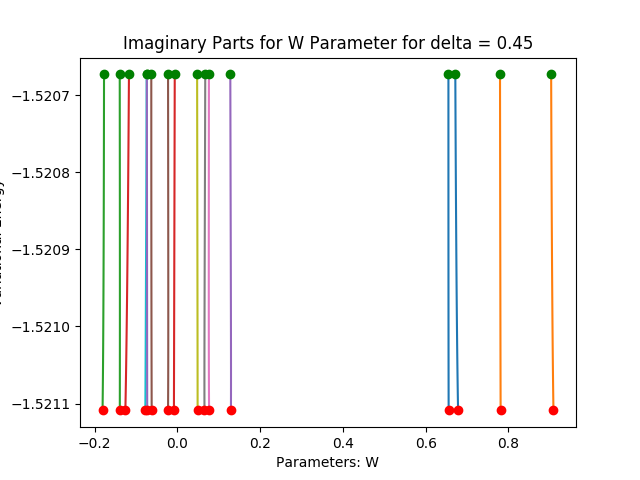 Imaginary Parts for W Parameter for delta = 0.45
−1.5207
−1.5208
−1.5209
−1.5210
−1.5211
−0.2 0.0 0.2 0.4 0.6 0.8
Parameters: W